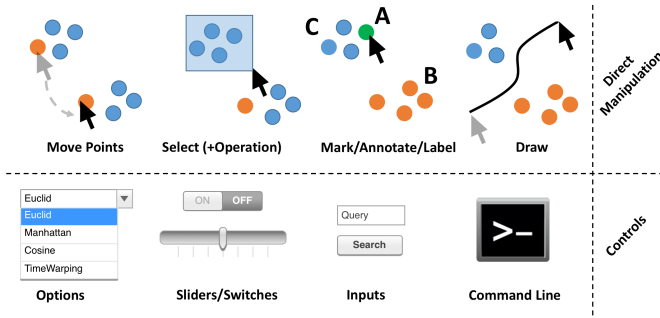 C
A
B
Direct
Manipulation
Move Points
Select (+Operation)
Mark/Annotate/Label
Draw
Euclid
Euclid
Manhattan
Cosine
TimeWarping
ON
OFF
Query
Search
>–
Controls
Options
Sliders/Switches
Inputs
Command Line